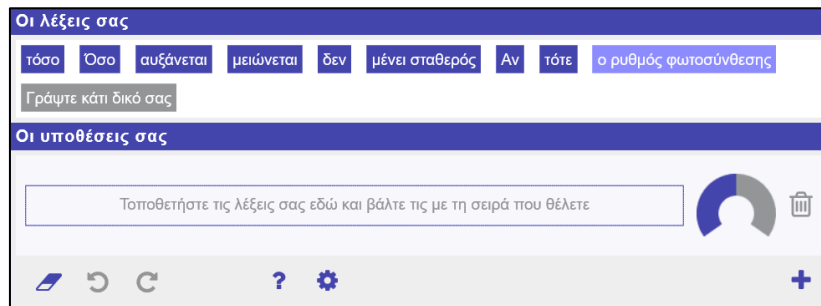 Οι λέξεις σας
τόσο Όσο αυξάνεται μειώνεται δεν μένει σταθερός Αν τότε ο ρυθμός φωτοσύνθεσης
Γράψτε κάτι δικό σας
Οι υποθέσεις σας
Τοποθετήστε τις λέξεις σας εδώ και βάλτε τις με τη σειρά που θέλετε
?